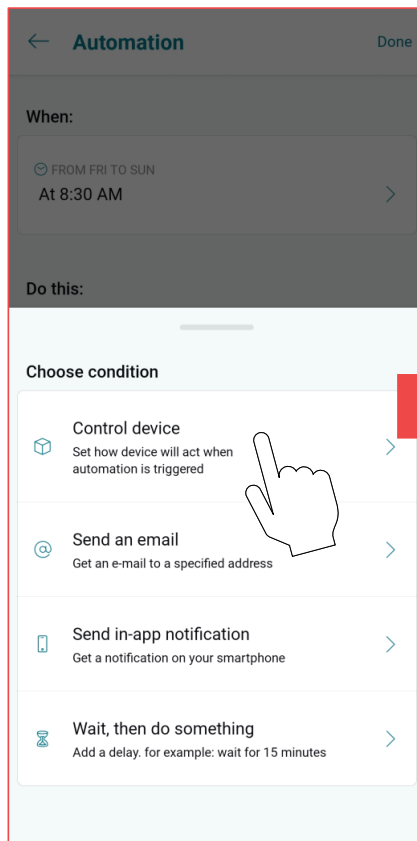 Automation
Done
When:
FROM FRI TO SUN
At 8:30 AM
Do this:
Choose condition
Control device
Set how device will act when
automation is triggered
Send an email
Get an e-mail to a specified address
Send in-app notification
Get a notification on your smartphone
Wait, then do something
Add a delay. for example: wait for 15 minutes